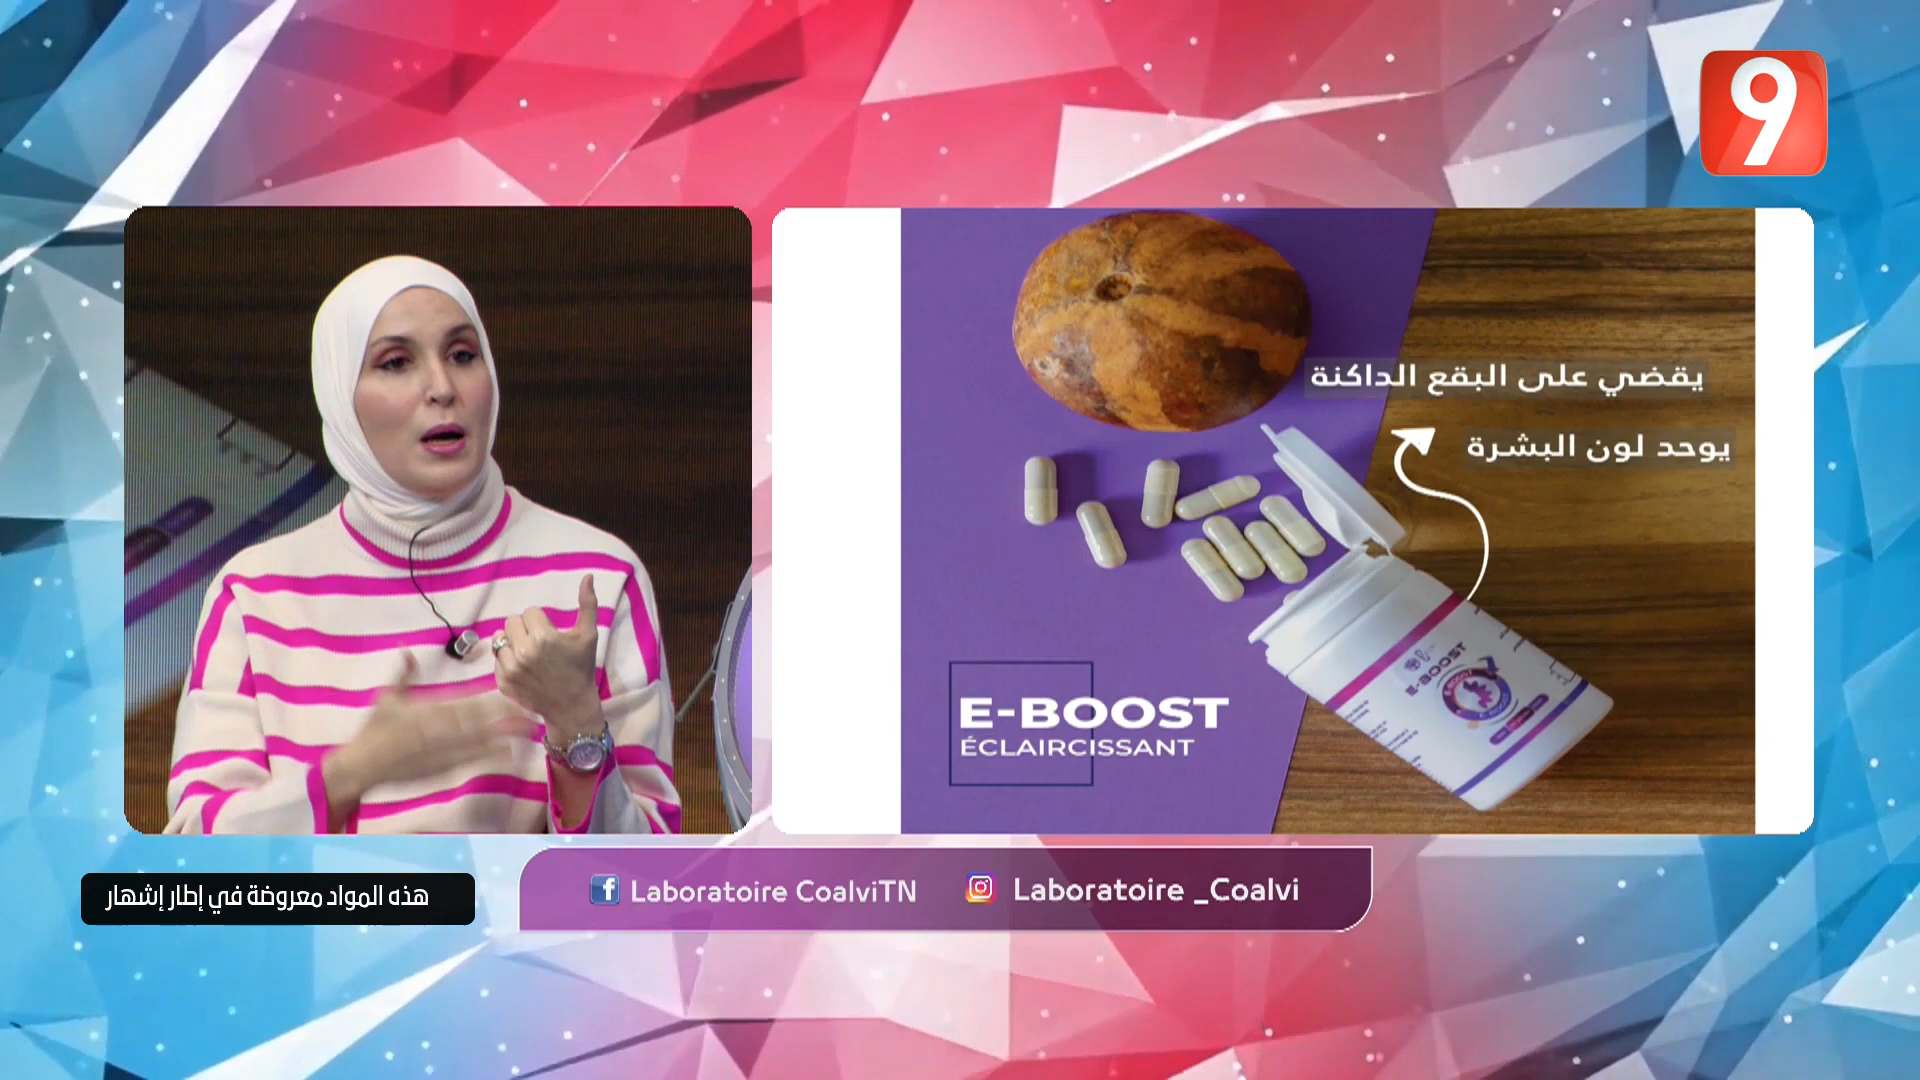 9
يقضي على البقع الداكنة
يوحد لون البشرة
E-BOOST
E-BOOST
ÉCLAIRCISSANT
هذه المواد معروضة في إطار إشهار
Laboratoire CoalviTN
Laboratoire _Coalvi